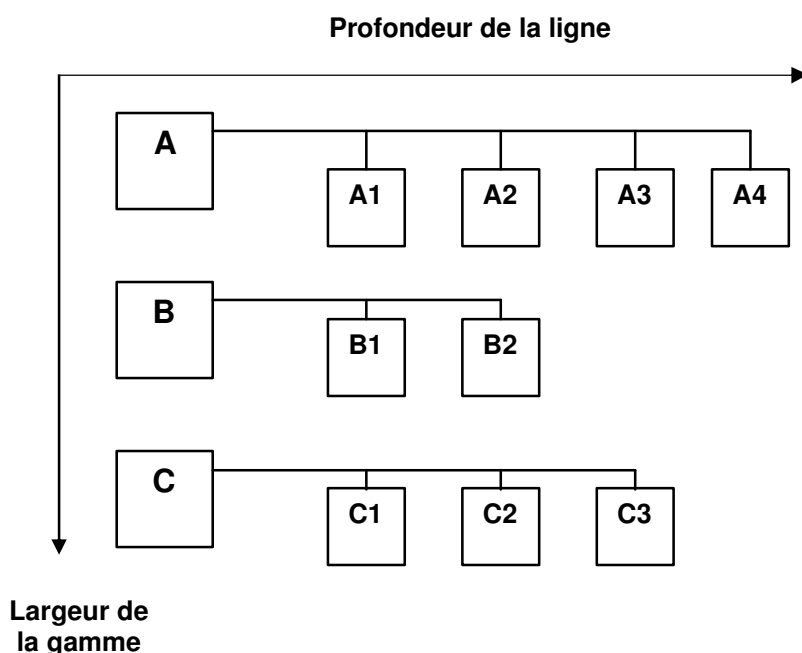 Profondeur de la ligne
A
A1 A2 A3 A4
B
B1 B2
C
C1 C2 C3
Largeur de
la gamme